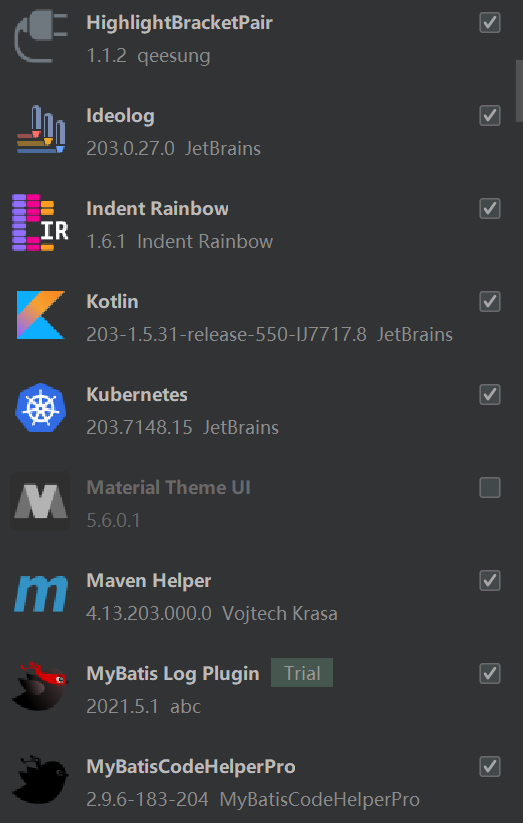 HighlightBracketPair
1.1.2 qeesung
Ideolog
203.0.27.0 JetBrains
Indent Rainbow
IR
1.6.1 Indent Rainbow
Kotlin
203-1.5.31-release-550-IJ7717.8 JetBrains
Kubernetes
203.7148.15 JetBrains
Material Theme UI
5.6.0.1
Maven Helper
m
4.13.203.000.0 Vojtech Krasa
MyBatis Log Plugin Trial
2021.5.1 abc
MyBatisCodeHelperPro
2.9.6-183-204 MyBatisCodeHelperPro